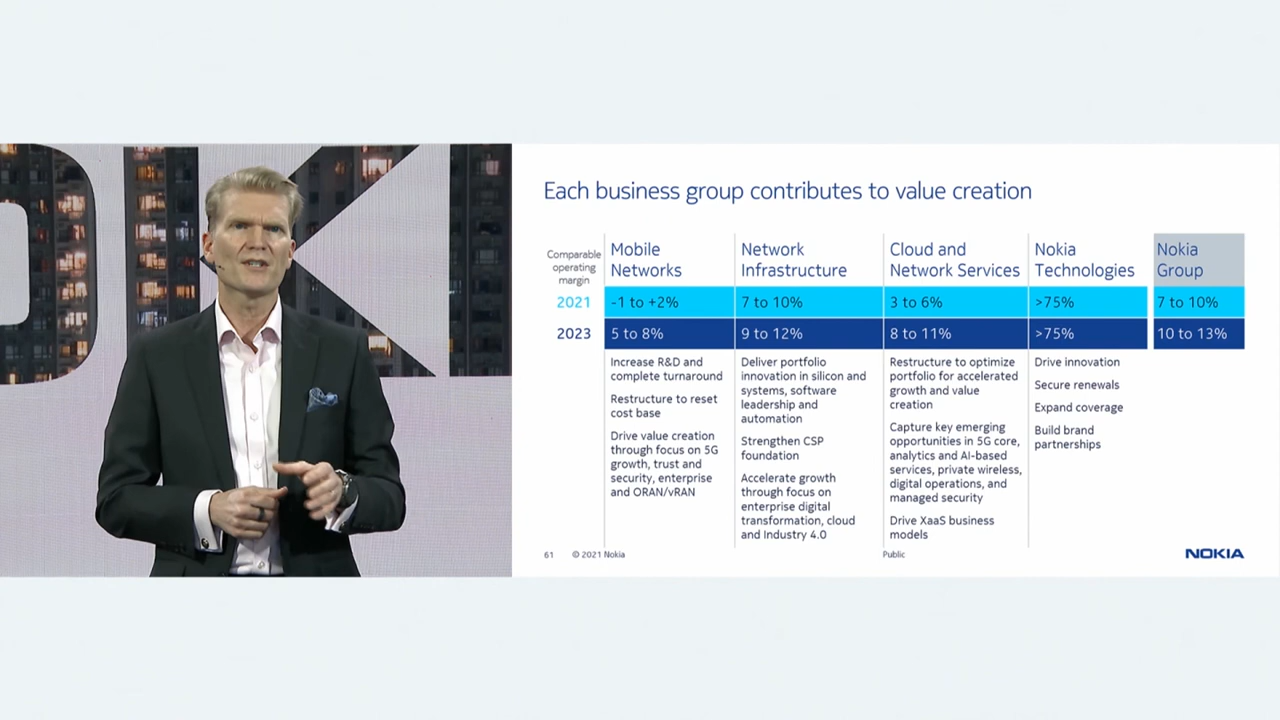 OKI
Each business group contributes to value creation
Comparable
operating
margin
Mobile
Networks
Network
Infrastructure
Cloud and
Network Services
Nokia
Technologies
Nokia
Group
2021
-1 to +2%
7 to 10%
3 to 6%
>75%
7 to 10%
2023
5 to 8%
9 to 12%
8 to 11%
>75%
10 to 13%
Increase R&D and
complete turnaround
Restructure to reset
cost base
Drive value creation
through focus on 5G
growth, trust and
security, enterprise
and ORAN/vRAN
Deliver portfolio
innovation in silicon and
systems, software
leadership and
automation
Strengthen CSP
foundation
Accelerate growth
through focus on
enterprise digital
transformation, cloud
and Industry 4.0
Restructure to optimize
portfolio for accelerated
growth and value
creation
Capture key emerging
opportunities in 5G core,
analytics and AI-based
services, private wireless,
digital operations, and
managed security
Drive XaaS business
models
Drive innovation
Secure renewals
Expand coverage
Build brand
partnerships
61 © 2021 Nokia
Public
NOKIA